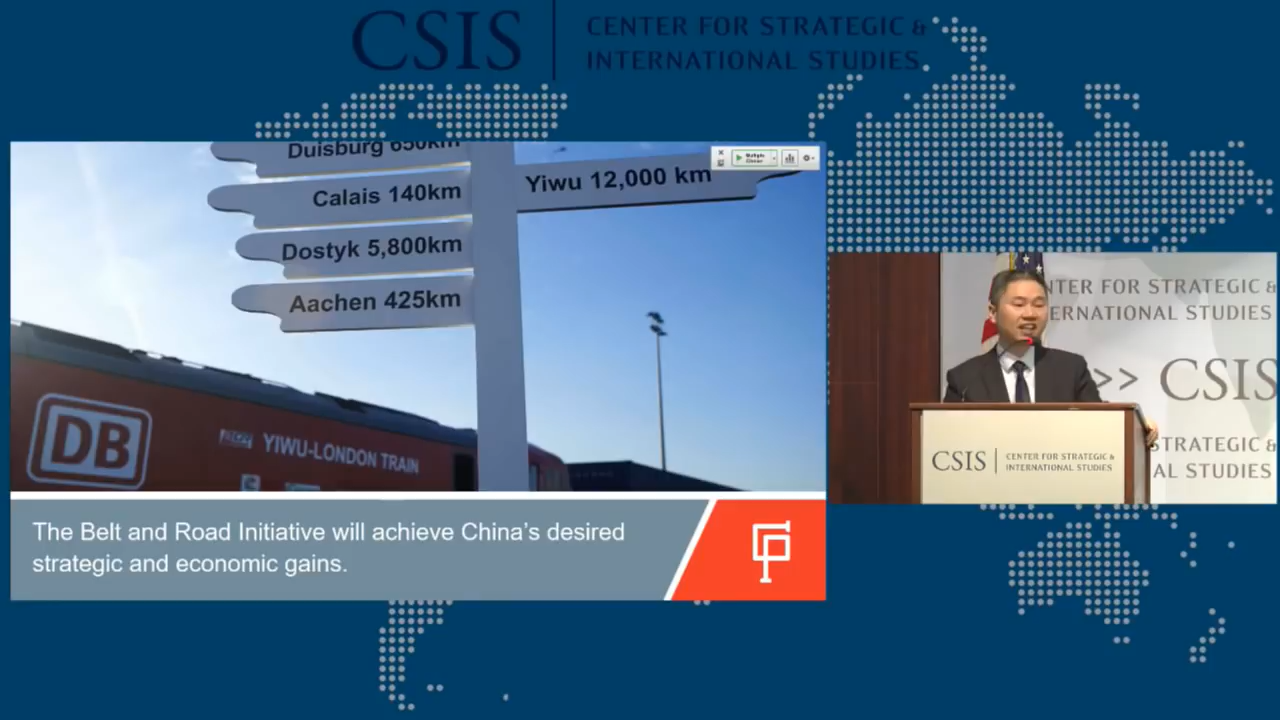 CSIS
CENTER FOR STRATEGIC &
INTERNATIONAL STUDIES
Duisburg 650km
Calais 140km
Dostyk 5,800km
Aachen 425km
Yiwu 12,000 km
DB
YIWU-LONDON TRAIN
The Belt and Road Initiative will achieve China's desired
strategic and economic gains.
NTER FOR STRATEGIC &
ERNATIONAL STUDIES
>> CSIS
STRATEGIC &
AL STUDIES
CSIS
CENTER FOR STRATEGIC &
INTERNATIONAL STUDIES